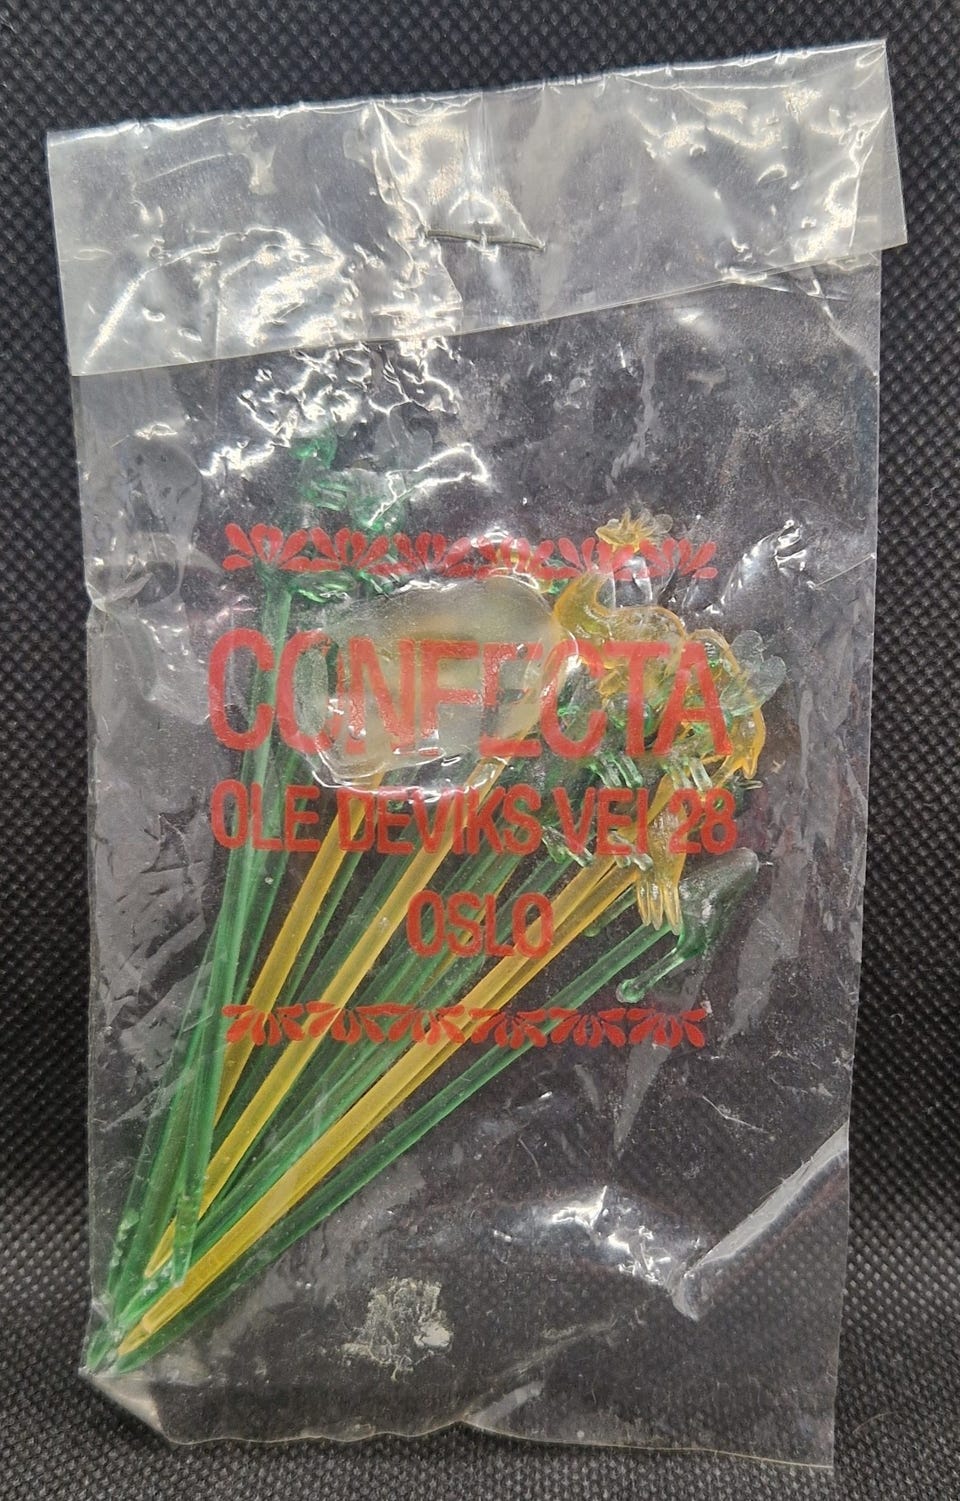 CONFECTA
OLE DEVIKS VEI 28
OSLO